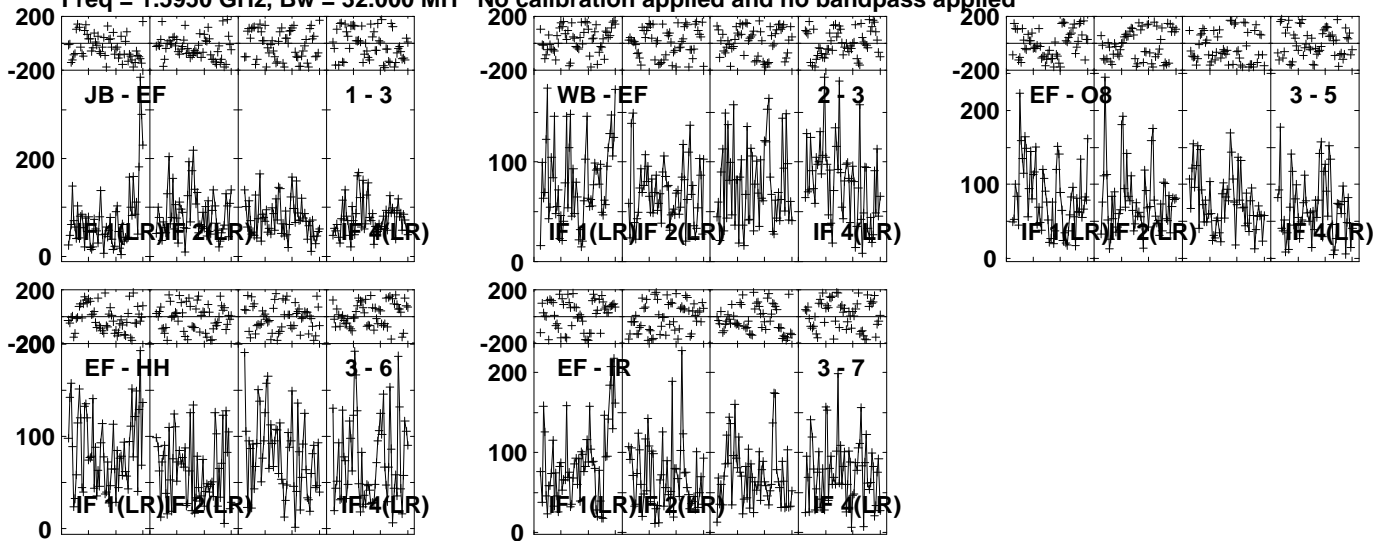 Freq = 1.5950 GHz, Bw = 32.000 MH No calibration applied and no bandpass applied
200
-200
JB - EF 1 - 3
200
0
IF 1(LR) IF 2(LR) IF 4(LR)
200
-200
WB - EF 2 - 3
100
0
IF 1(LR) IF 2(LR) IF 4(LR)
200
-200
EF - O8 3 - 5
200
100
0
IF 1(LR) IF 2(LR) IF 4(LR)
200
-200
EF - HH 3 - 6
100
0
IF 1(LR) IF 2(LR) IF 4(LR)
200
-200
EF - IR 3 - 7
200
100
0
IF 1(LR) IF 2(LR) IF 4(LR)